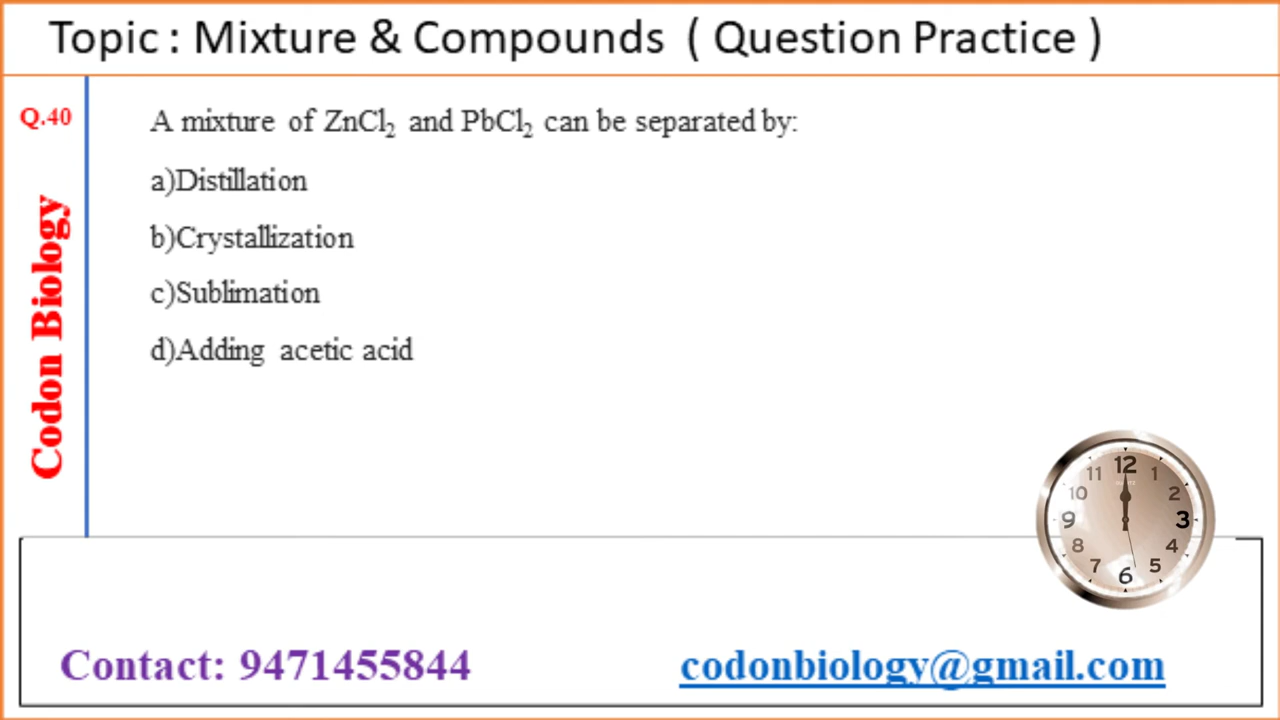 Topic : Mixture & Compounds ( Question Practice )
Q.40
A mixture of ZnCl₂ and PbCl₂ can be separated by:
a)Distillation
b)Crystallization
c)Sublimation
d)Adding acetic acid
Codon Biology
12
11
1
10
2
9
3
8
4
7
5
6
Contact: 9471455844
codonbiology@gmail.com